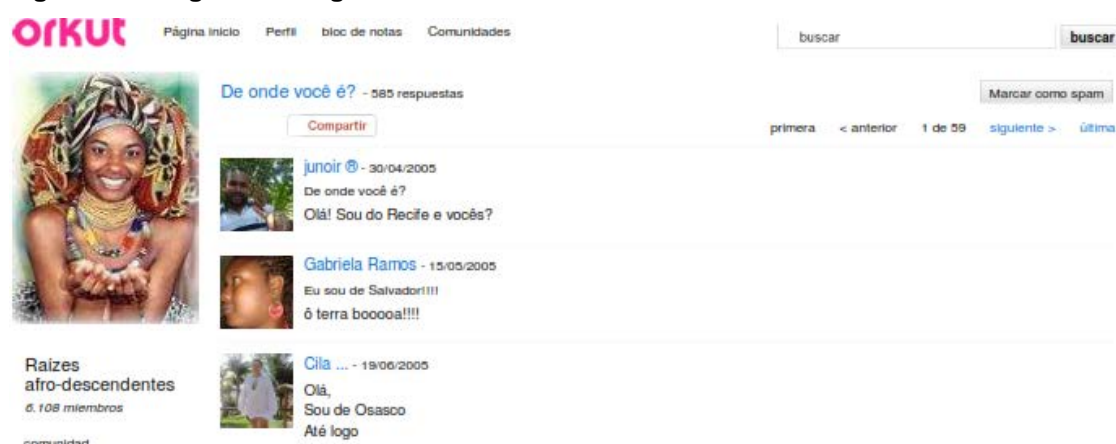 orkut Página inicio Perfil bloc de notas Comunidades buscar buscar
De onde você é? - 585 respuestas Marcar como spam
Compartir primera < anterior 1 de 59 siguiente > última
junoir ® - 30/04/2005
De onde você é?
Olá! Sou do Recife e vocês?
Gabriela Ramos - 15/05/2005
Eu sou de Salvador!!!!
ô terra booooa!!!!
Raízes
afro-descendentes
6.108 miembros
comunidad
Cila ... - 19/06/2005
Olá,
Sou de Osasco
Até logo